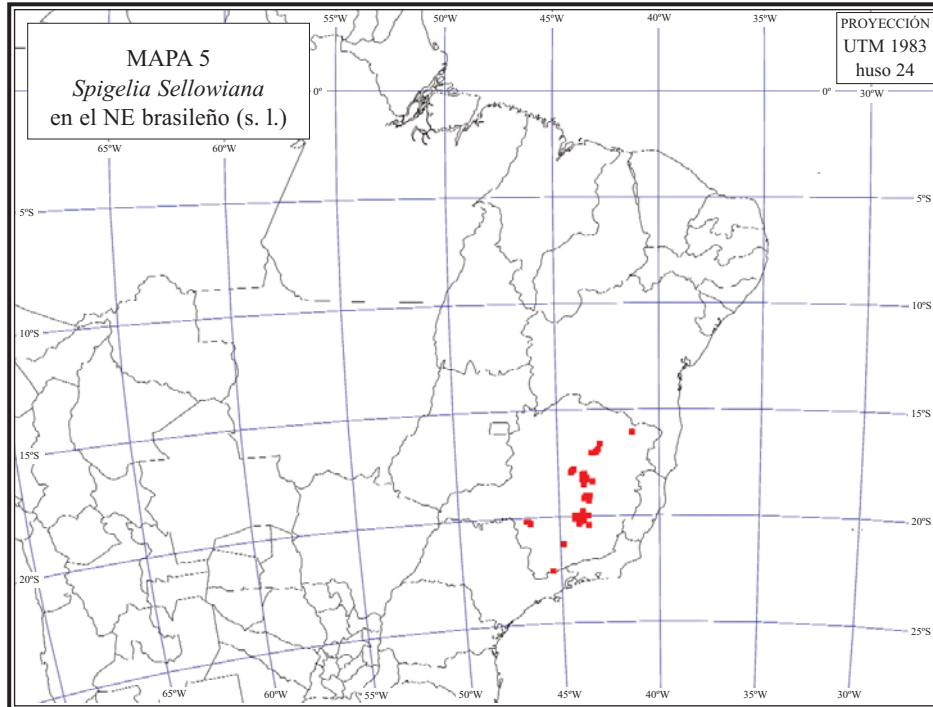 55ºW
50ºW
45ºW
40ºW
35ºW
MAPA 5
Spigelia Sellowiana
en el NE brasileño (s. l.)
PROYECCIÓN
UTM 1983
huso 24
0º
0º
30ºW
65ºW
60ºW
5ºS
5ºS
10ºS
10ºS
15ºS
15ºS
20ºS
20ºS
25ºS
65ºW
60ºW
55ºW
50ºW
45ºW
40ºW
35ºW
30ºW